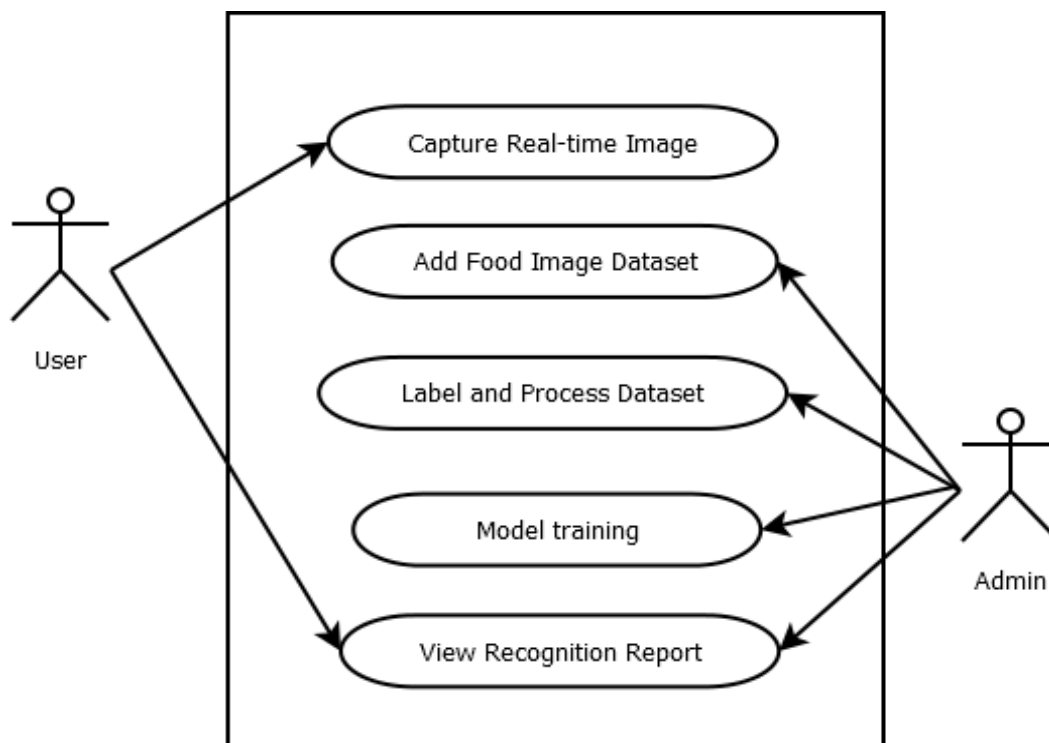 Capture Real-time Image
Add Food Image Dataset
User
Label and Process Dataset
Model training
Admin
View Recognition Report